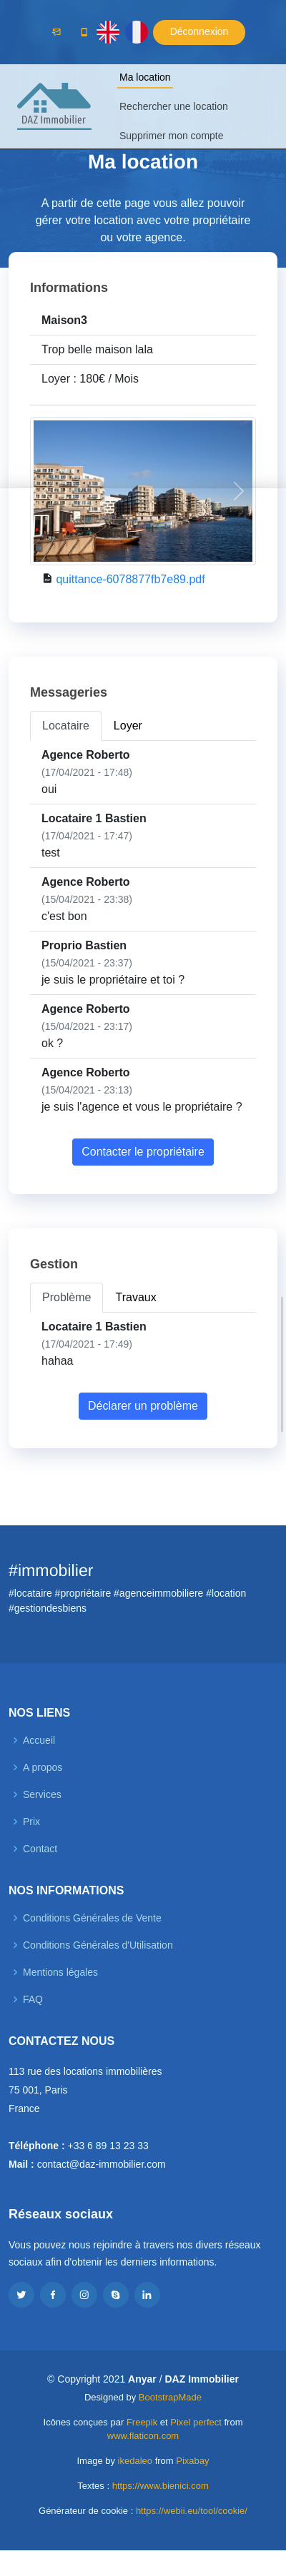 Déconnexion
DAZ Immobilier
Ma location
Rechercher une location
Supprimer mon compte
Ma location
A partir de cette page vous allez pouvoir
gérer votre location avec votre propriétaire
ou votre agence.
Informations
Maison3
Trop belle maison lala
Loyer : 180€ / Mois
quittance-6078877fb7e89.pdf
Messageries
Locataire
Loyer
Agence Roberto
(17/04/2021 - 17:48)
oui
Locataire 1 Bastien
(17/04/2021 - 17:47)
test
Agence Roberto
(15/04/2021 - 23:38)
c'est bon
Proprio Bastien
(15/04/2021 - 23:37)
je suis le propriétaire et toi ?
Agence Roberto
(15/04/2021 - 23:17)
ok ?
Agence Roberto
(15/04/2021 - 23:13)
je suis l'agence et vous le propriétaire ?
Contacter le propriétaire
Gestion
Problème
Travaux
Locataire 1 Bastien
(17/04/2021 - 17:49)
hahaa
Déclarer un problème
#immobilier
#locataire #propriétaire #agenceimmobiliere #location
#gestiondesbiens
NOS LIENS
Accueil
A propos
Services
Prix
Contact
NOS INFORMATIONS
Conditions Générales de Vente
Conditions Générales d'Utilisation
Mentions légales
FAQ
CONTACTEZ NOUS
113 rue des locations immobilières
75 001, Paris
France
Téléphone : +33 6 89 13 23 33
Mail : contact@daz-immobilier.com
Réseaux sociaux
Vous pouvez nous rejoindre à travers nos divers réseaux
sociaux afin d'obtenir les derniers informations.
© Copyright 2021 Anyar / DAZ Immobilier
Designed by BootstrapMade
Icônes conçues par Freepik et Pixel perfect from
www.flaticon.com
Image by ikedaleo from Pixabay
Textes : https://www.bienici.com
Générateur de cookie : https://webii.eu/tool/cookie/